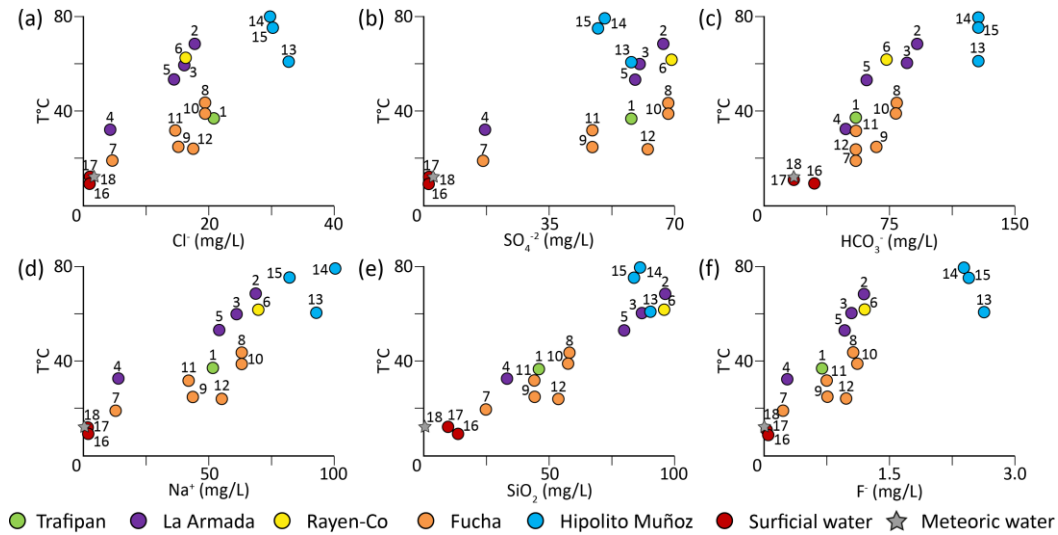 (a) (b) (c)
80 80 80
40 40 40
0 0 0
T°C T°C T°C
14 15 13 2 6 3 5 8 10 1 11 9 12 4 7 17 18 16
15 14 2 13 3 6 5 8 10 1 11 9 12 4 7 17 18 16
14 15 13 2 3 6 5 8 10 1 4 11 12 9 7 18 17 16
20 40 35 70 75 150
Cl⁻ (mg/L) SO₄⁻² (mg/L) HCO₃⁻ (mg/L)
(d) (e) (f)
80 80 80
40 40 40
0 0 0
T°C T°C T°C
14 15 13 2 3 6 5 8 10 1 11 9 12 4 7 18 17 16
15 14 2 3 13 6 5 8 10 1 4 11 9 12 7 18 17 16
14 15 13 2 3 6 5 8 10 1 11 9 12 4 7 18 17 16
50 100 50 100 1.5 3.0
Na⁺ (mg/L) SiO₂ (mg/L) F⁻ (mg/L)
Trafipan La Armada Rayen-Co Fucha Hipolito Muñoz Surficial water Meteoric water